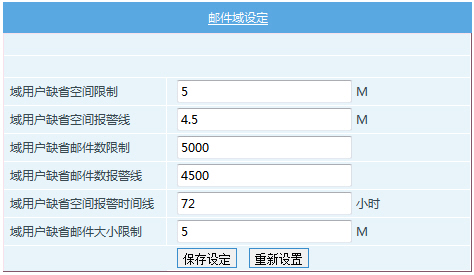 邮件域设定
域用户缺省空间限制 5 M
域用户缺省空间报警线 4.5 M
域用户缺省邮件数限制 5000
域用户缺省邮件数报警线 4500
域用户缺省空间报警时间线 72 小时
域用户缺省邮件大小限制 5 M
保存设定 重新设置